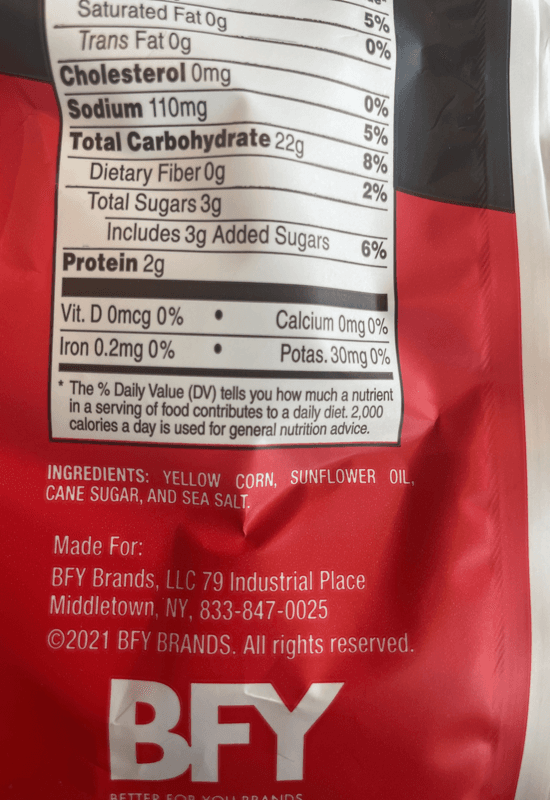 5%
Saturated Fat 0g 0%
Trans Fat 0g
Cholesterol 0mg 0%
Sodium 110mg 5%
Total Carbohydrate 22g 8%
Dietary Fiber 0g 2%
Total Sugars 3g
Includes 3g Added Sugars 6%
Protein 2g
Vit. D 0mcg 0% • Calcium 0mg 0%
Iron 0.2mg 0% • Potas. 30mg 0%
* The % Daily Value (DV) tells you how much a nutrient
in a serving of food contributes to a daily diet. 2,000
calories a day is used for general nutrition advice.
INGREDIENTS: YELLOW CORN, SUNFLOWER OIL,
CANE SUGAR, AND SEA SALT.
Made For:
BFY Brands, LLC 79 Industrial Place
Middletown, NY, 833-847-0025
©2021 BFY BRANDS. All rights reserved.
BFY
BETTER FOR YOU BRANDS